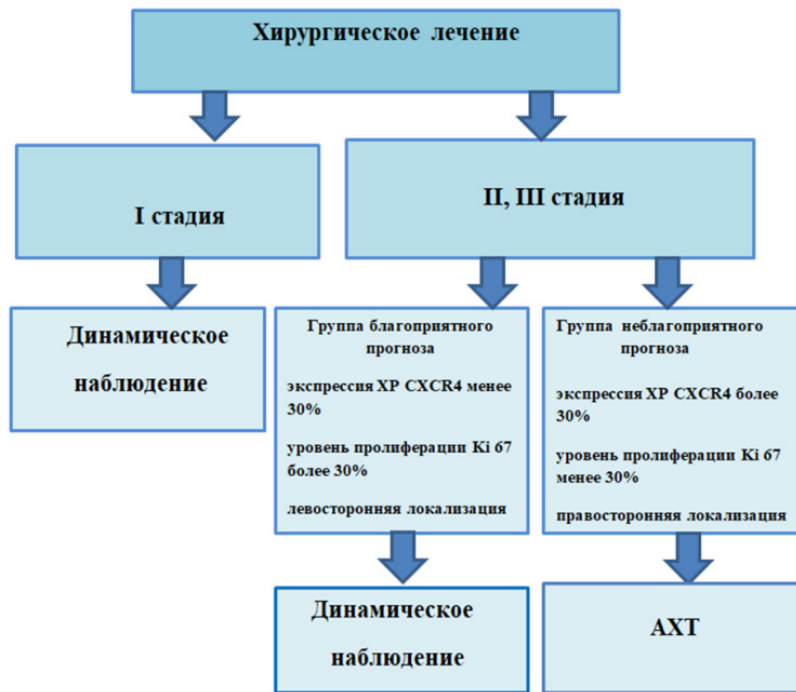 Хирургическое лечение
I стадия
II, III стадия
Динамическое
наблюдение
Группа благоприятного
прогноза
экспрессия ХР CXCR4 менее
30%
уровень пролиферации Ki 67
более 30%
левосторонняя локализация
Группа неблагоприятного
прогноза
экспрессия ХР CXCR4 более
30%
уровень пролиферации Ki 67
менее 30%
правосторонняя локализация
Динамическое
наблюдение
АХТ